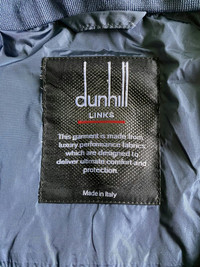 dunhill
LINKS
This garment is made from
luxury performance fabrics
which are designed to
deliver ultimate comfort and
protection.
Made in Italy